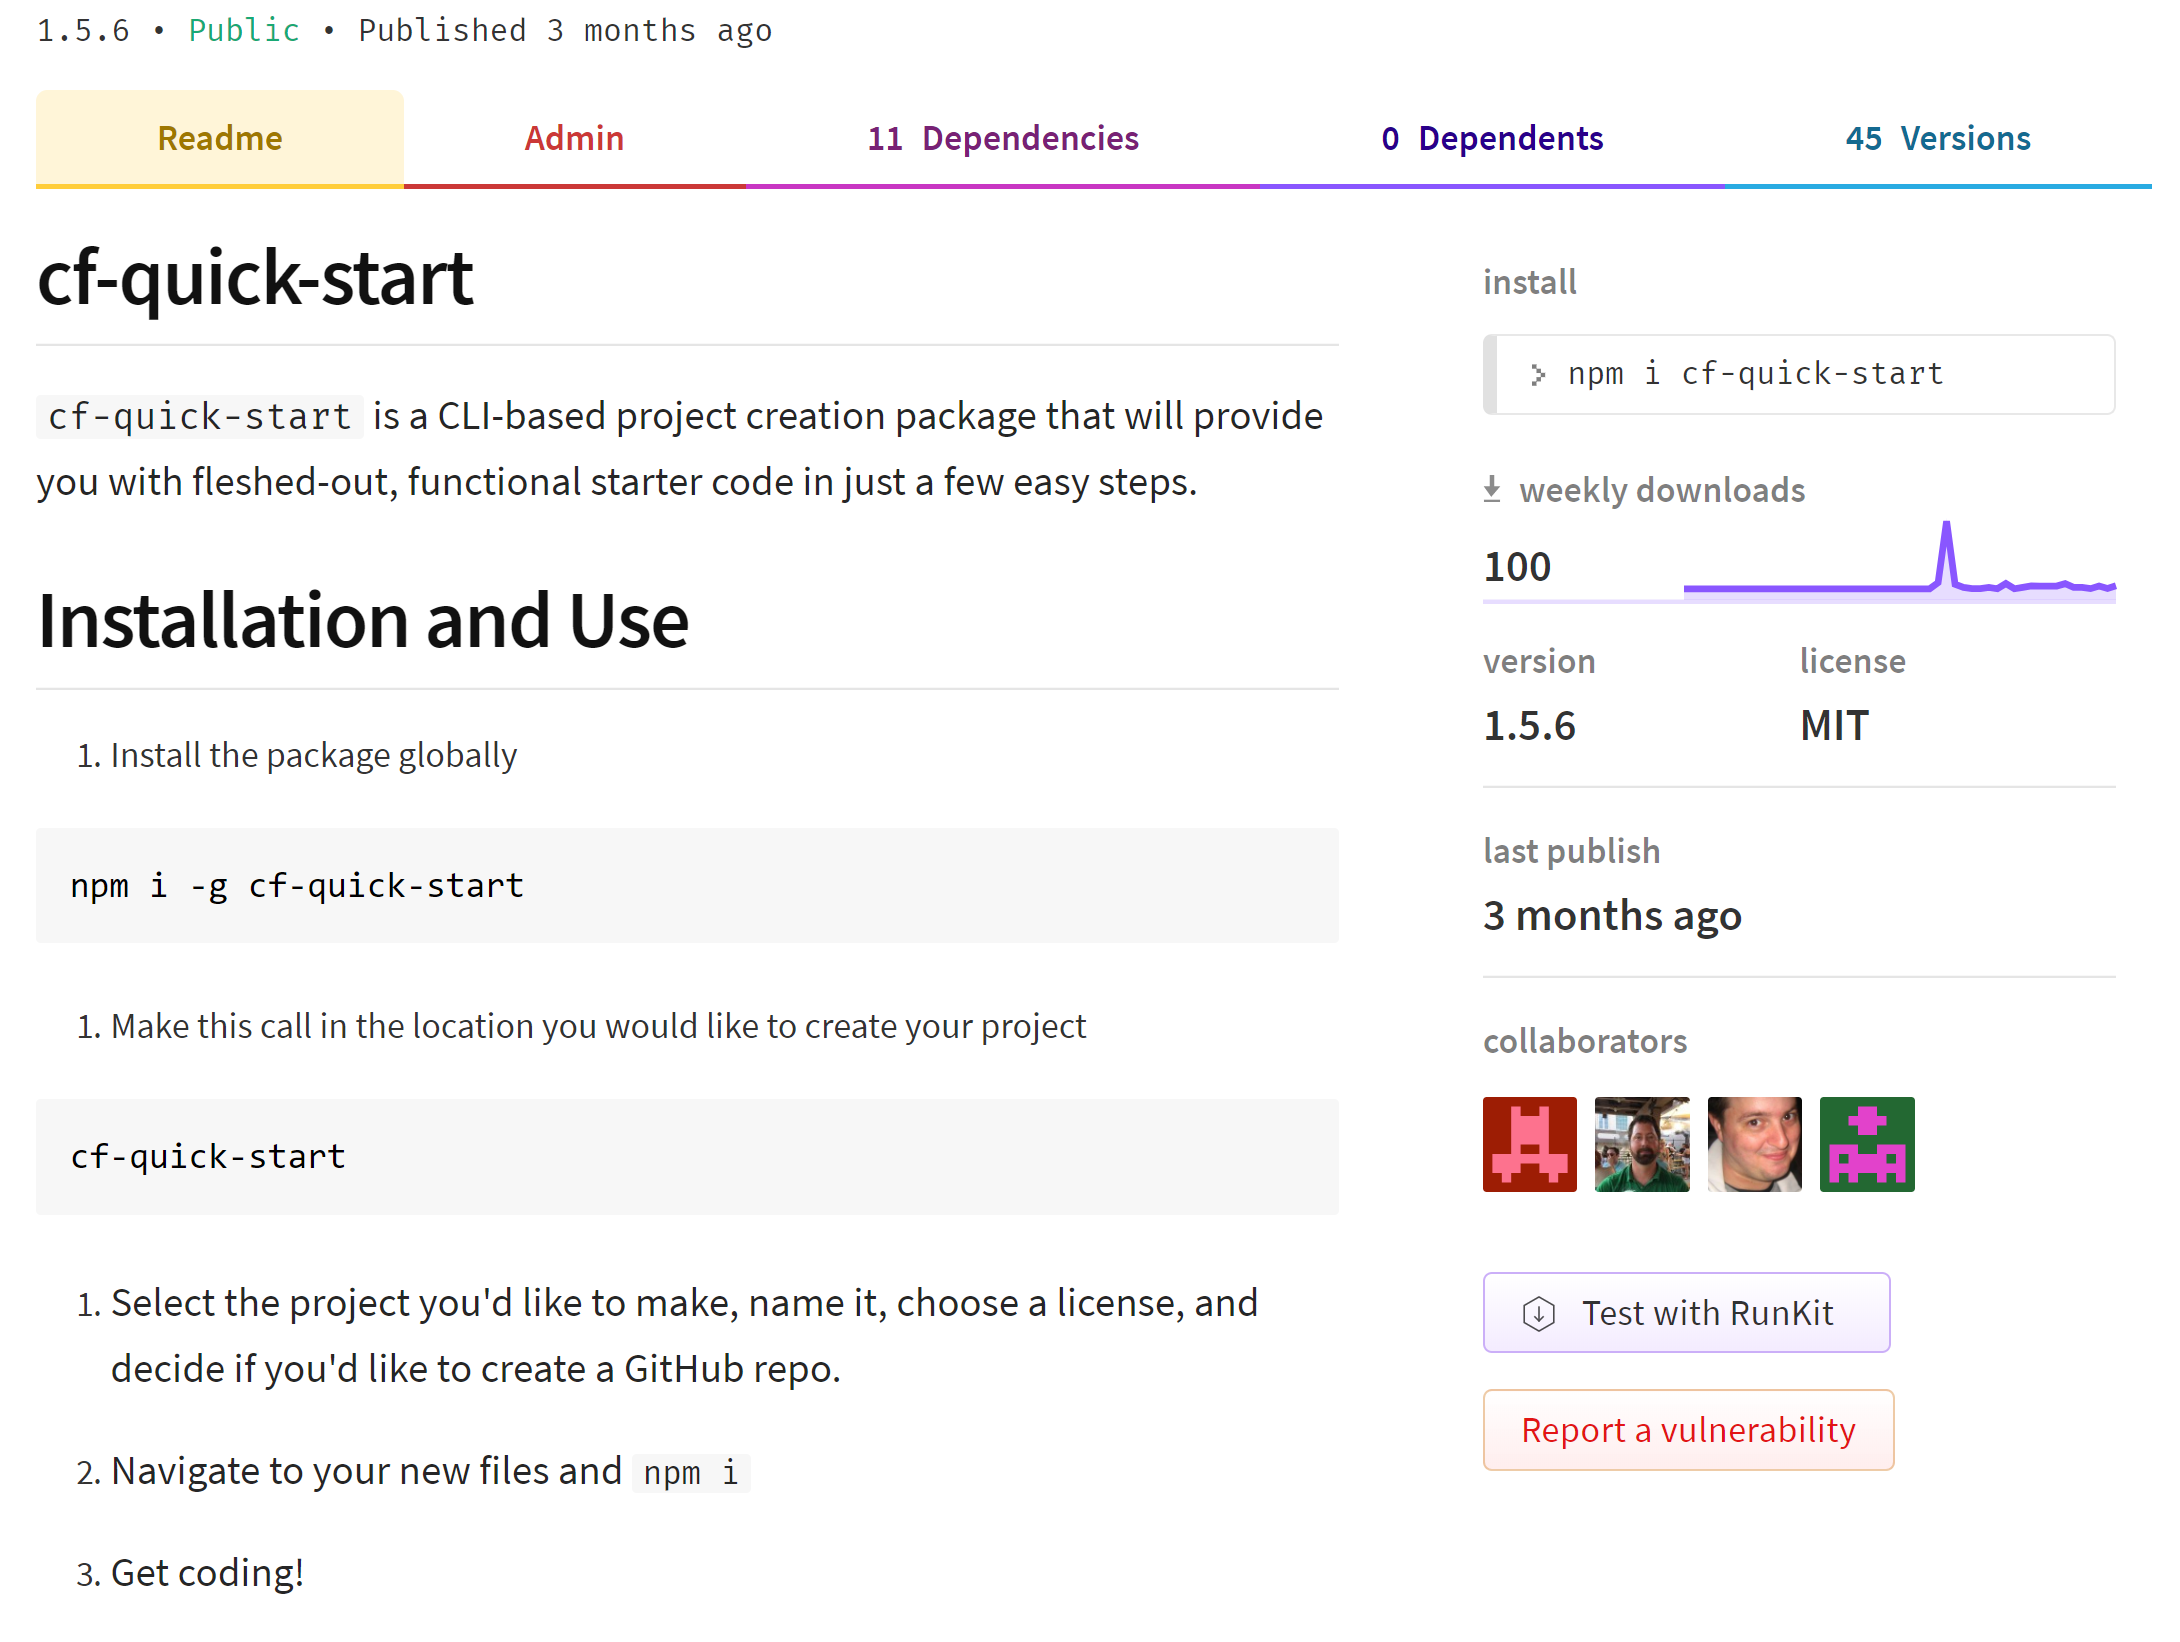 1.5.6 • Public • Published 3 months ago
Readme
Admin
11 Dependencies
0 Dependents
45 Versions
cf-quick-start
cf-quick-start is a CLI-based project creation package that will provide
you with fleshed-out, functional starter code in just a few easy steps.
Installation and Use
1. Install the package globally
npm i -g cf-quick-start
1. Make this call in the location you would like to create your project
cf-quick-start
1. Select the project you'd like to make, name it, choose a license, and
decide if you'd like to create a GitHub repo.
2. Navigate to your new files and npm i
3. Get coding!
install
npm i cf-quick-start
weekly downloads
100
version
license
1.5.6
MIT
last publish
3 months ago
collaborators
Test with RunKit
Report a vulnerability